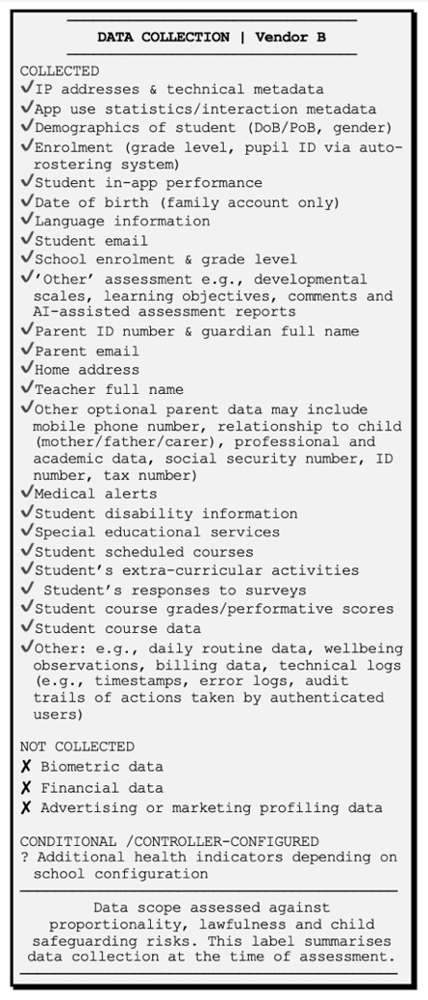 DATA COLLECTION | Vendor B
COLLECTED
✓IP addresses & technical metadata
✓App use statistics/interaction metadata
✓Demographics of student (DoB/PoB, gender)
✓Enrolment (grade level, pupil ID via auto-
rostering system)
✓Student in-app performance
✓Date of birth (family account only)
✓Language information
✓Student email
✓School enrolment & grade level
✓'Other' assessment e.g., developmental
scales, learning objectives, comments and
AI-assisted assessment reports
✓Parent ID number & guardian full name
✓Parent email
✓Home address
✓Teacher full name
✓Other optional parent data may include
mobile phone number, relationship to child
(mother/father/carer), professional and
academic data, social security number, ID
number, tax number)
✓Medical alerts
✓Student disability information
✓Special educational services
✓Student scheduled courses
✓Student's extra-curricular activities
✓ Student's responses to surveys
✓Student course grades/performative scores
✓Student course data
✓Other: e.g., daily routine data, wellbeing
observations, billing data, technical logs
(e.g., timestamps, error logs, audit
trails of actions taken by authenticated
users)
NOT COLLECTED
✗ Biometric data
✗ Financial data
✗ Advertising or marketing profiling data
CONDITIONAL /CONTROLLER-CONFIGURED
? Additional health indicators depending on
school configuration
Data scope assessed against
proportionality, lawfulness and child
safeguarding risks. This label summarises
data collection at the time of assessment.